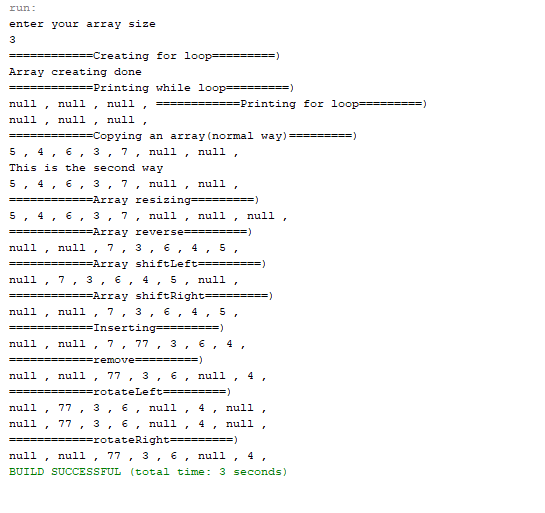 run:
enter your array size
3
============Creating for loop=========)
Array creating done
============Printing while loop=========)
null , null , null , ============Printing for loop=========)
null , null , null ,
============Copying an array(normal way)=========)
5 , 4 , 6 , 3 , 7 , null , null ,
This is the second way
5 , 4 , 6 , 3 , 7 , null , null ,
============Array resizing=========)
5 , 4 , 6 , 3 , 7 , null , null , null ,
============Array reverse=========)
null , null , 7 , 3 , 6 , 4 , 5 ,
============Array shiftLeft=========)
null , 7 , 3 , 6 , 4 , 5 , null ,
============Array shiftRight=========)
null , null , 7 , 3 , 6 , 4 , 5 ,
============Inserting=========)
null , null , 7 , 77 , 3 , 6 , 4 ,
============remove=========)
null , null , 77 , 3 , 6 , null , 4 ,
============rotateLeft=========)
null , 77 , 3 , 6 , null , 4 , null ,
null , 77 , 3 , 6 , null , 4 , null ,
============rotateRight=========)
null , null , 77 , 3 , 6 , null , 4 ,
BUILD SUCCESSFUL (total time: 3 seconds)